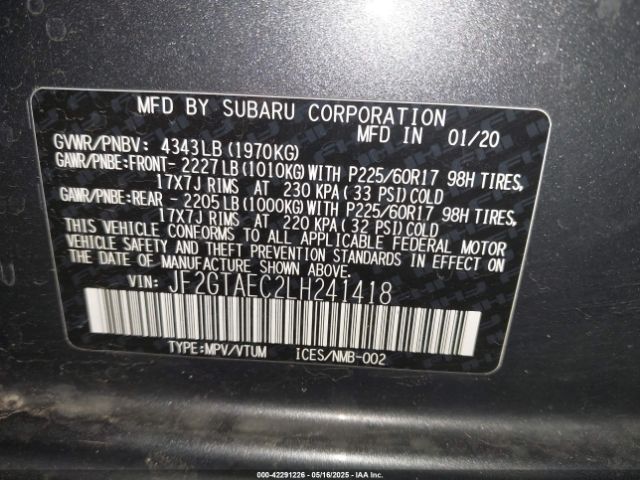 MFD BY SUBARU CORPORATION
MFD IN 01/20
GVWR/PNBV: 4343LB(1970KG)
GAWR/PNBE:FRONT- 2227LB(1010KG)WITH P225/60R17 98H TIRES,
17X7J RIMS AT 230 KPA(33 PSI)COLD
GAWR/PNBE:REAR - 2205LB(1000KG)WITH P225/60R17 98H TIRES,
17X7J RIMS AT 220 KPA(32 PSI)COLD
THIS VEHICLE CONFORMS TO ALL APPLICABLE FEDERAL MOTOR
VEHICLE SAFETY AND THEFT PREVENTION STANDARDS IN EFFECT ON
THE DATE OF MANUFACTURE SHOWN ABOVE.
VIN: JF2GTAEC2LH241418
TYPE:MPV/VTUM ICES/NMB-002
000-42291226 - 05/16/2025 - IAA Inc.